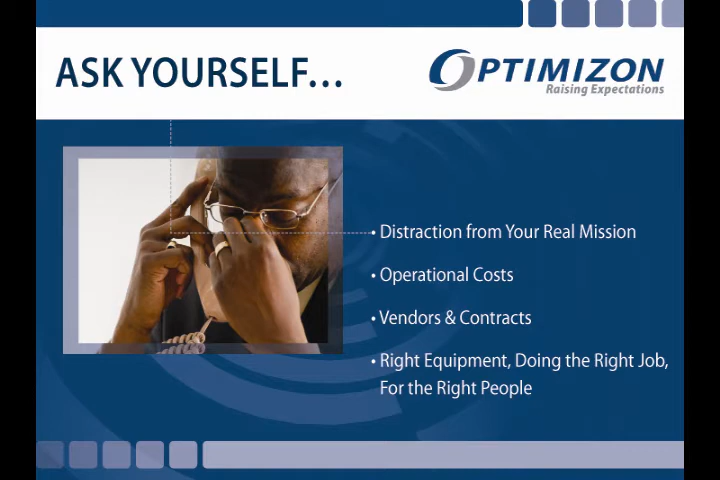 ASK YOURSELF...
OPTIMIZON
Raising Expectations
• Distraction from Your Real Mission
• Operational Costs
• Vendors & Contracts
• Right Equipment, Doing the Right Job,
For the Right People